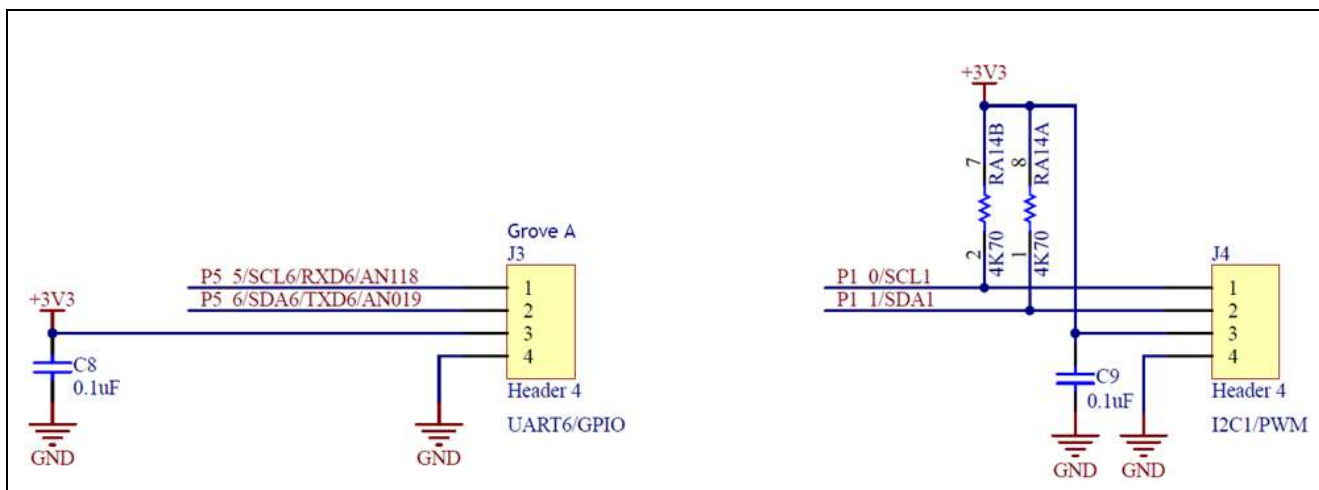 Grove A
J3
P5_5/SCL6/RXD6/AN118
1
P5_6/SDA6/TXD6/AN019
2
+3V3
3
4
C8
0.1uF
Header 4
UART6/GPIO
GND
GND
+3V3
7
RA14B
8
RA14A
2
4K70
1
4K70
J4
P1_0/SCL1
1
P1_1/SDA1
2
3
4
C9
0.1uF
Header 4
I2C1/PWM
GND
GND